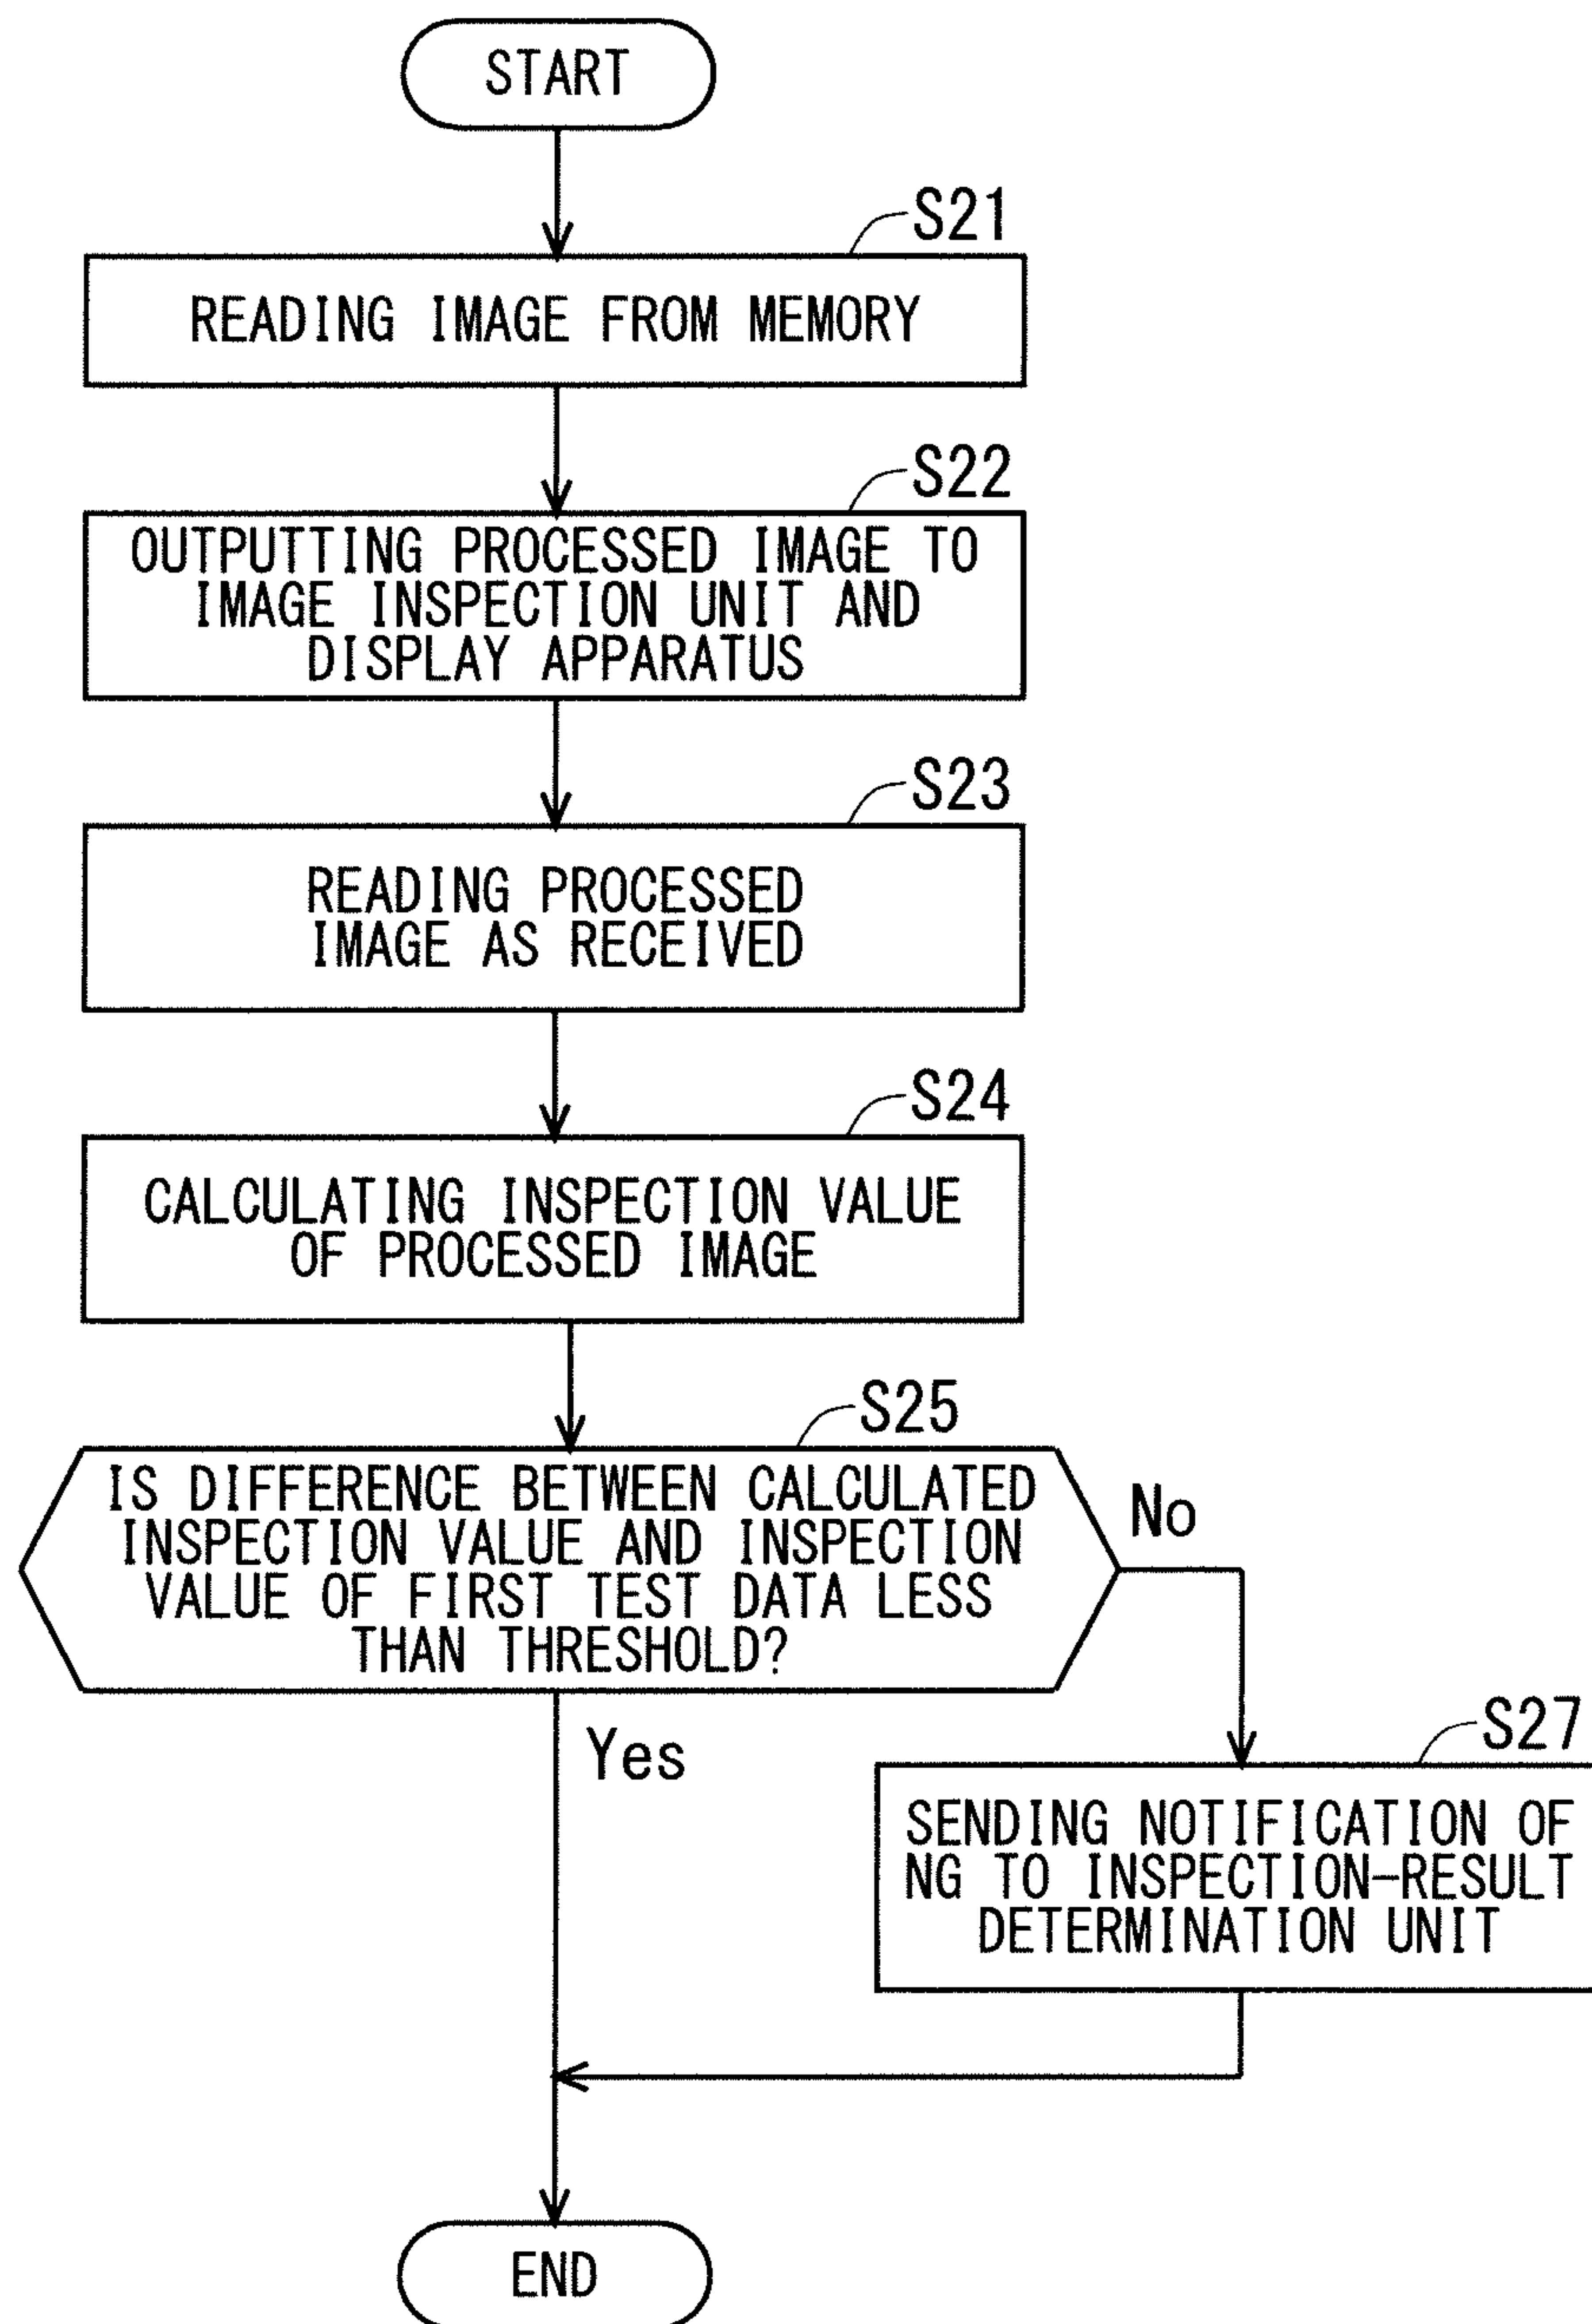 START
S21
READING IMAGE FROM MEMORY
S22
OUTPUTTING PROCESSED IMAGE TO
IMAGE INSPECTION UNIT AND
DISPLAY APPARATUS
S23
READING PROCESSED
IMAGE AS RECEIVED
S24
CALCULATING INSPECTION VALUE
OF PROCESSED IMAGE
S25
IS DIFFERENCE BETWEEN CALCULATED
INSPECTION VALUE AND INSPECTION
VALUE OF FIRST TEST DATA LESS
THAN THRESHOLD?
No
Yes
S27
SENDING NOTIFICATION OF
NG TO INSPECTION-RESULT
DETERMINATION UNIT
END